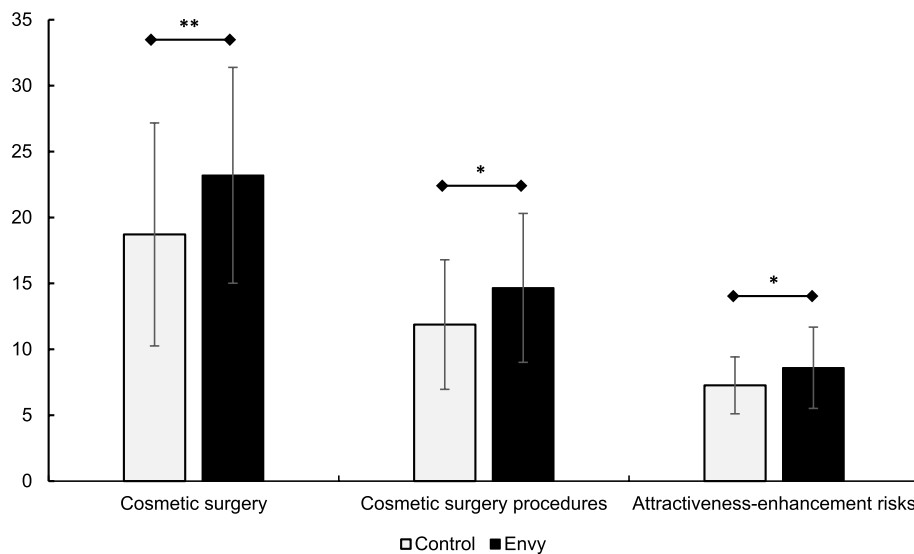 35
30
25
20
15
10
5
0
**
*
*
Cosmetic surgery
Cosmetic surgery procedures
Attractiveness-enhancement risks
Control
Envy